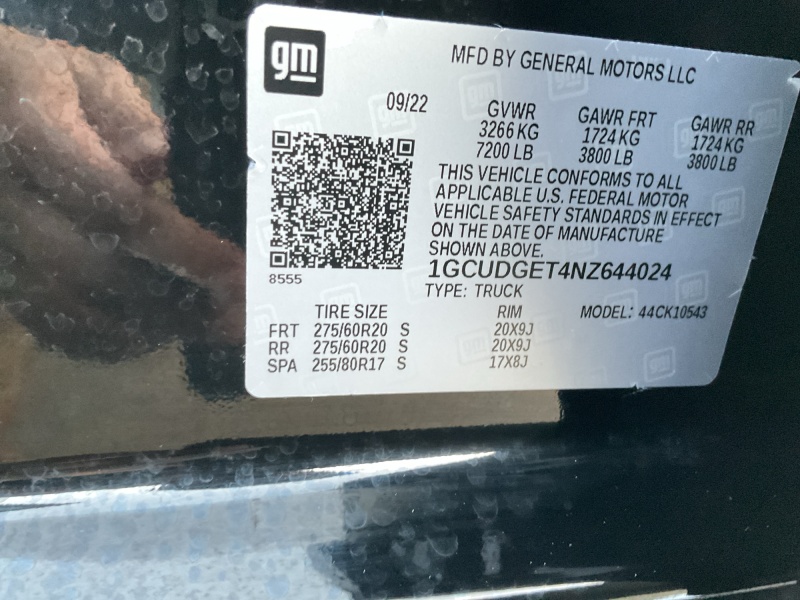 gm
MFD BY GENERAL MOTORS LLC
09/22 GVWR GAWR FRT GAWR RR
3266 KG 1724 KG 1724 KG
7200 LB 3800 LB 3800 LB
THIS VEHICLE CONFORMS TO ALL
APPLICABLE U.S. FEDERAL MOTOR
VEHICLE SAFETY STANDARDS IN EFFECT
ON THE DATE OF MANUFACTURE
SHOWN ABOVE.
8555 1GCUDGET4NZ644024
TYPE: TRUCK
TIRE SIZE RIM MODEL: 44CK10543
FRT 275/60R20 S 20X9J
RR 275/60R20 S 20X9J
SPA 255/80R17 S 17X8J